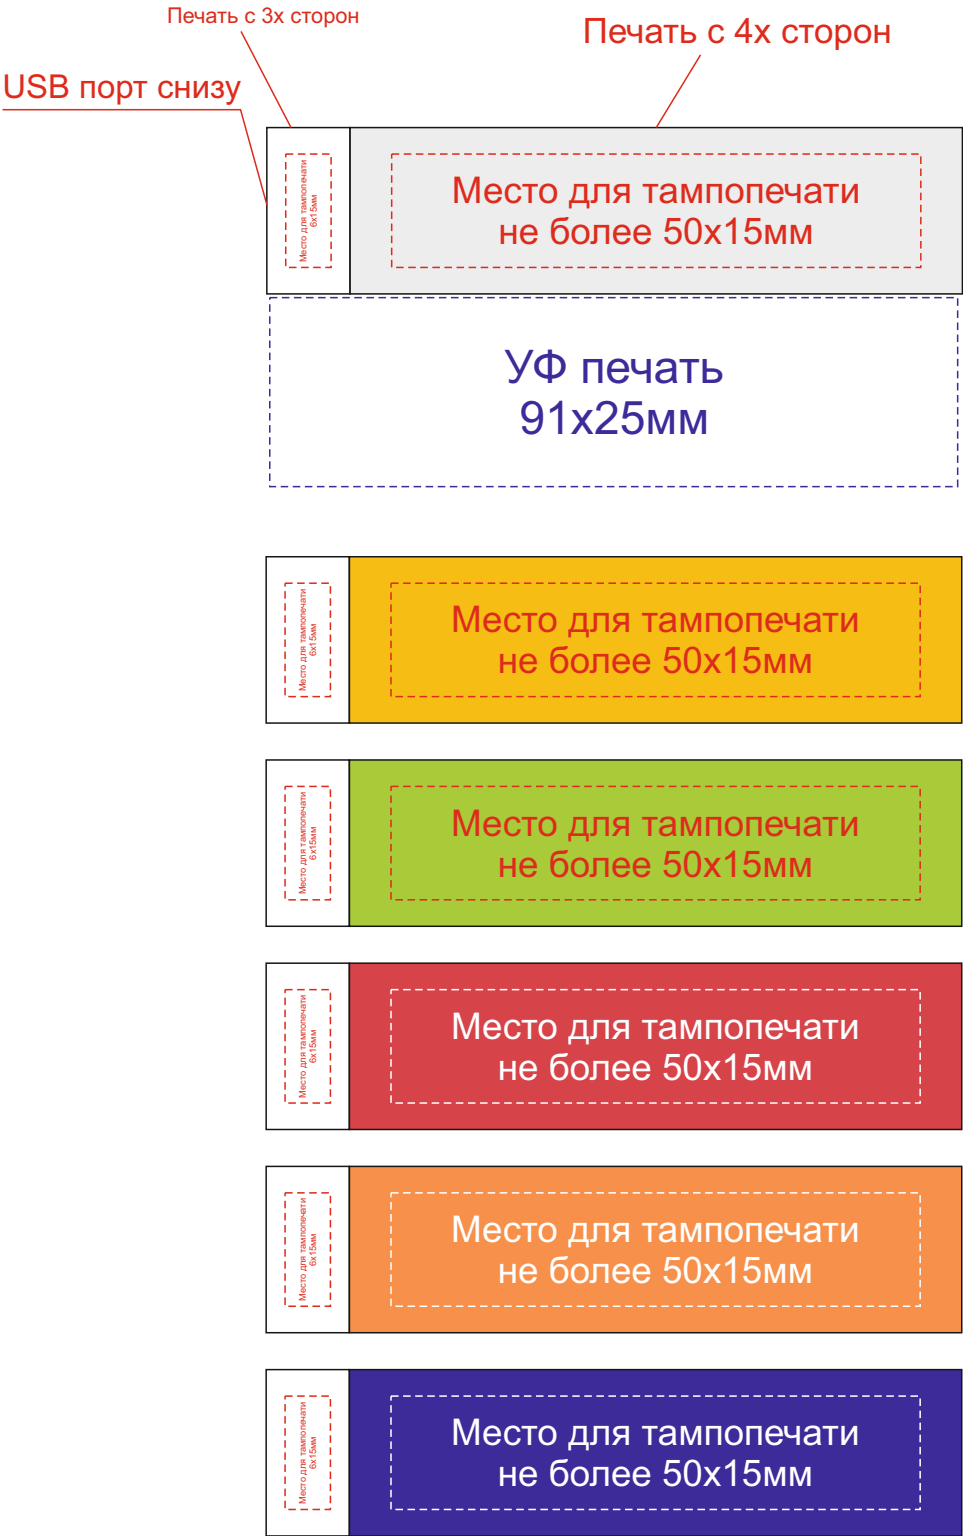 Печать с 3х сторон
Печать с 4х сторон
USB порт снизу
Место для тампопечати
6х15мм
Место для тампопечати
не более 50х15мм
УФ печать
91х25мм
Место для тампопечати
6х15мм
Место для тампопечати
не более 50х15мм
Место для тампопечати
6х15мм
Место для тампопечати
не более 50х15мм
Место для тампопечати
6х15мм
Место для тампопечати
не более 50х15мм
Место для тампопечати
6х15мм
Место для тампопечати
не более 50х15мм
Место для тампопечати
6х15мм
Место для тампопечати
не более 50х15мм